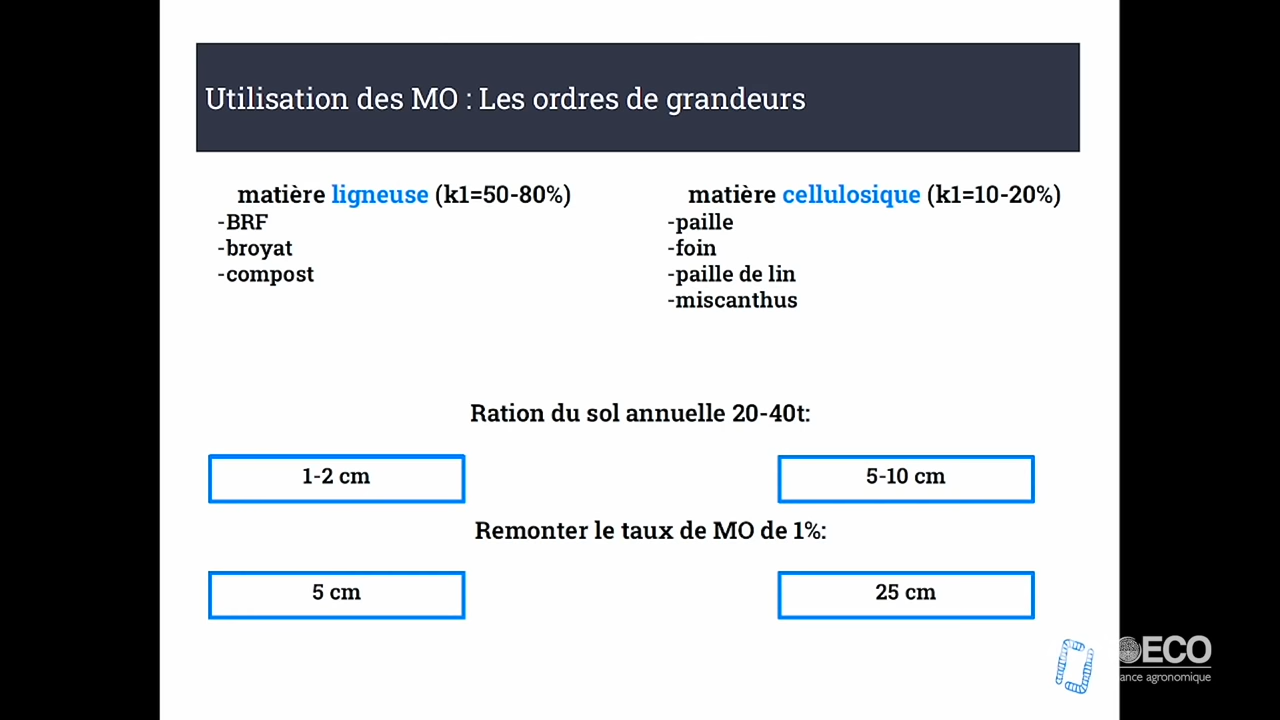 Utilisation des MO : Les ordres de grandeurs
matière ligneuse (k1=50-80%)
-BRF
-broyat
-compost
matière cellulosique (k1=10-20%)
-paille
-foin
-paille de lin
-miscanthus
Ration du sol annuelle 20-40t:
1-2 cm
5-10 cm
Remonter le taux de MO de 1%:
5 cm
25 cm
ECO
ance agronomique